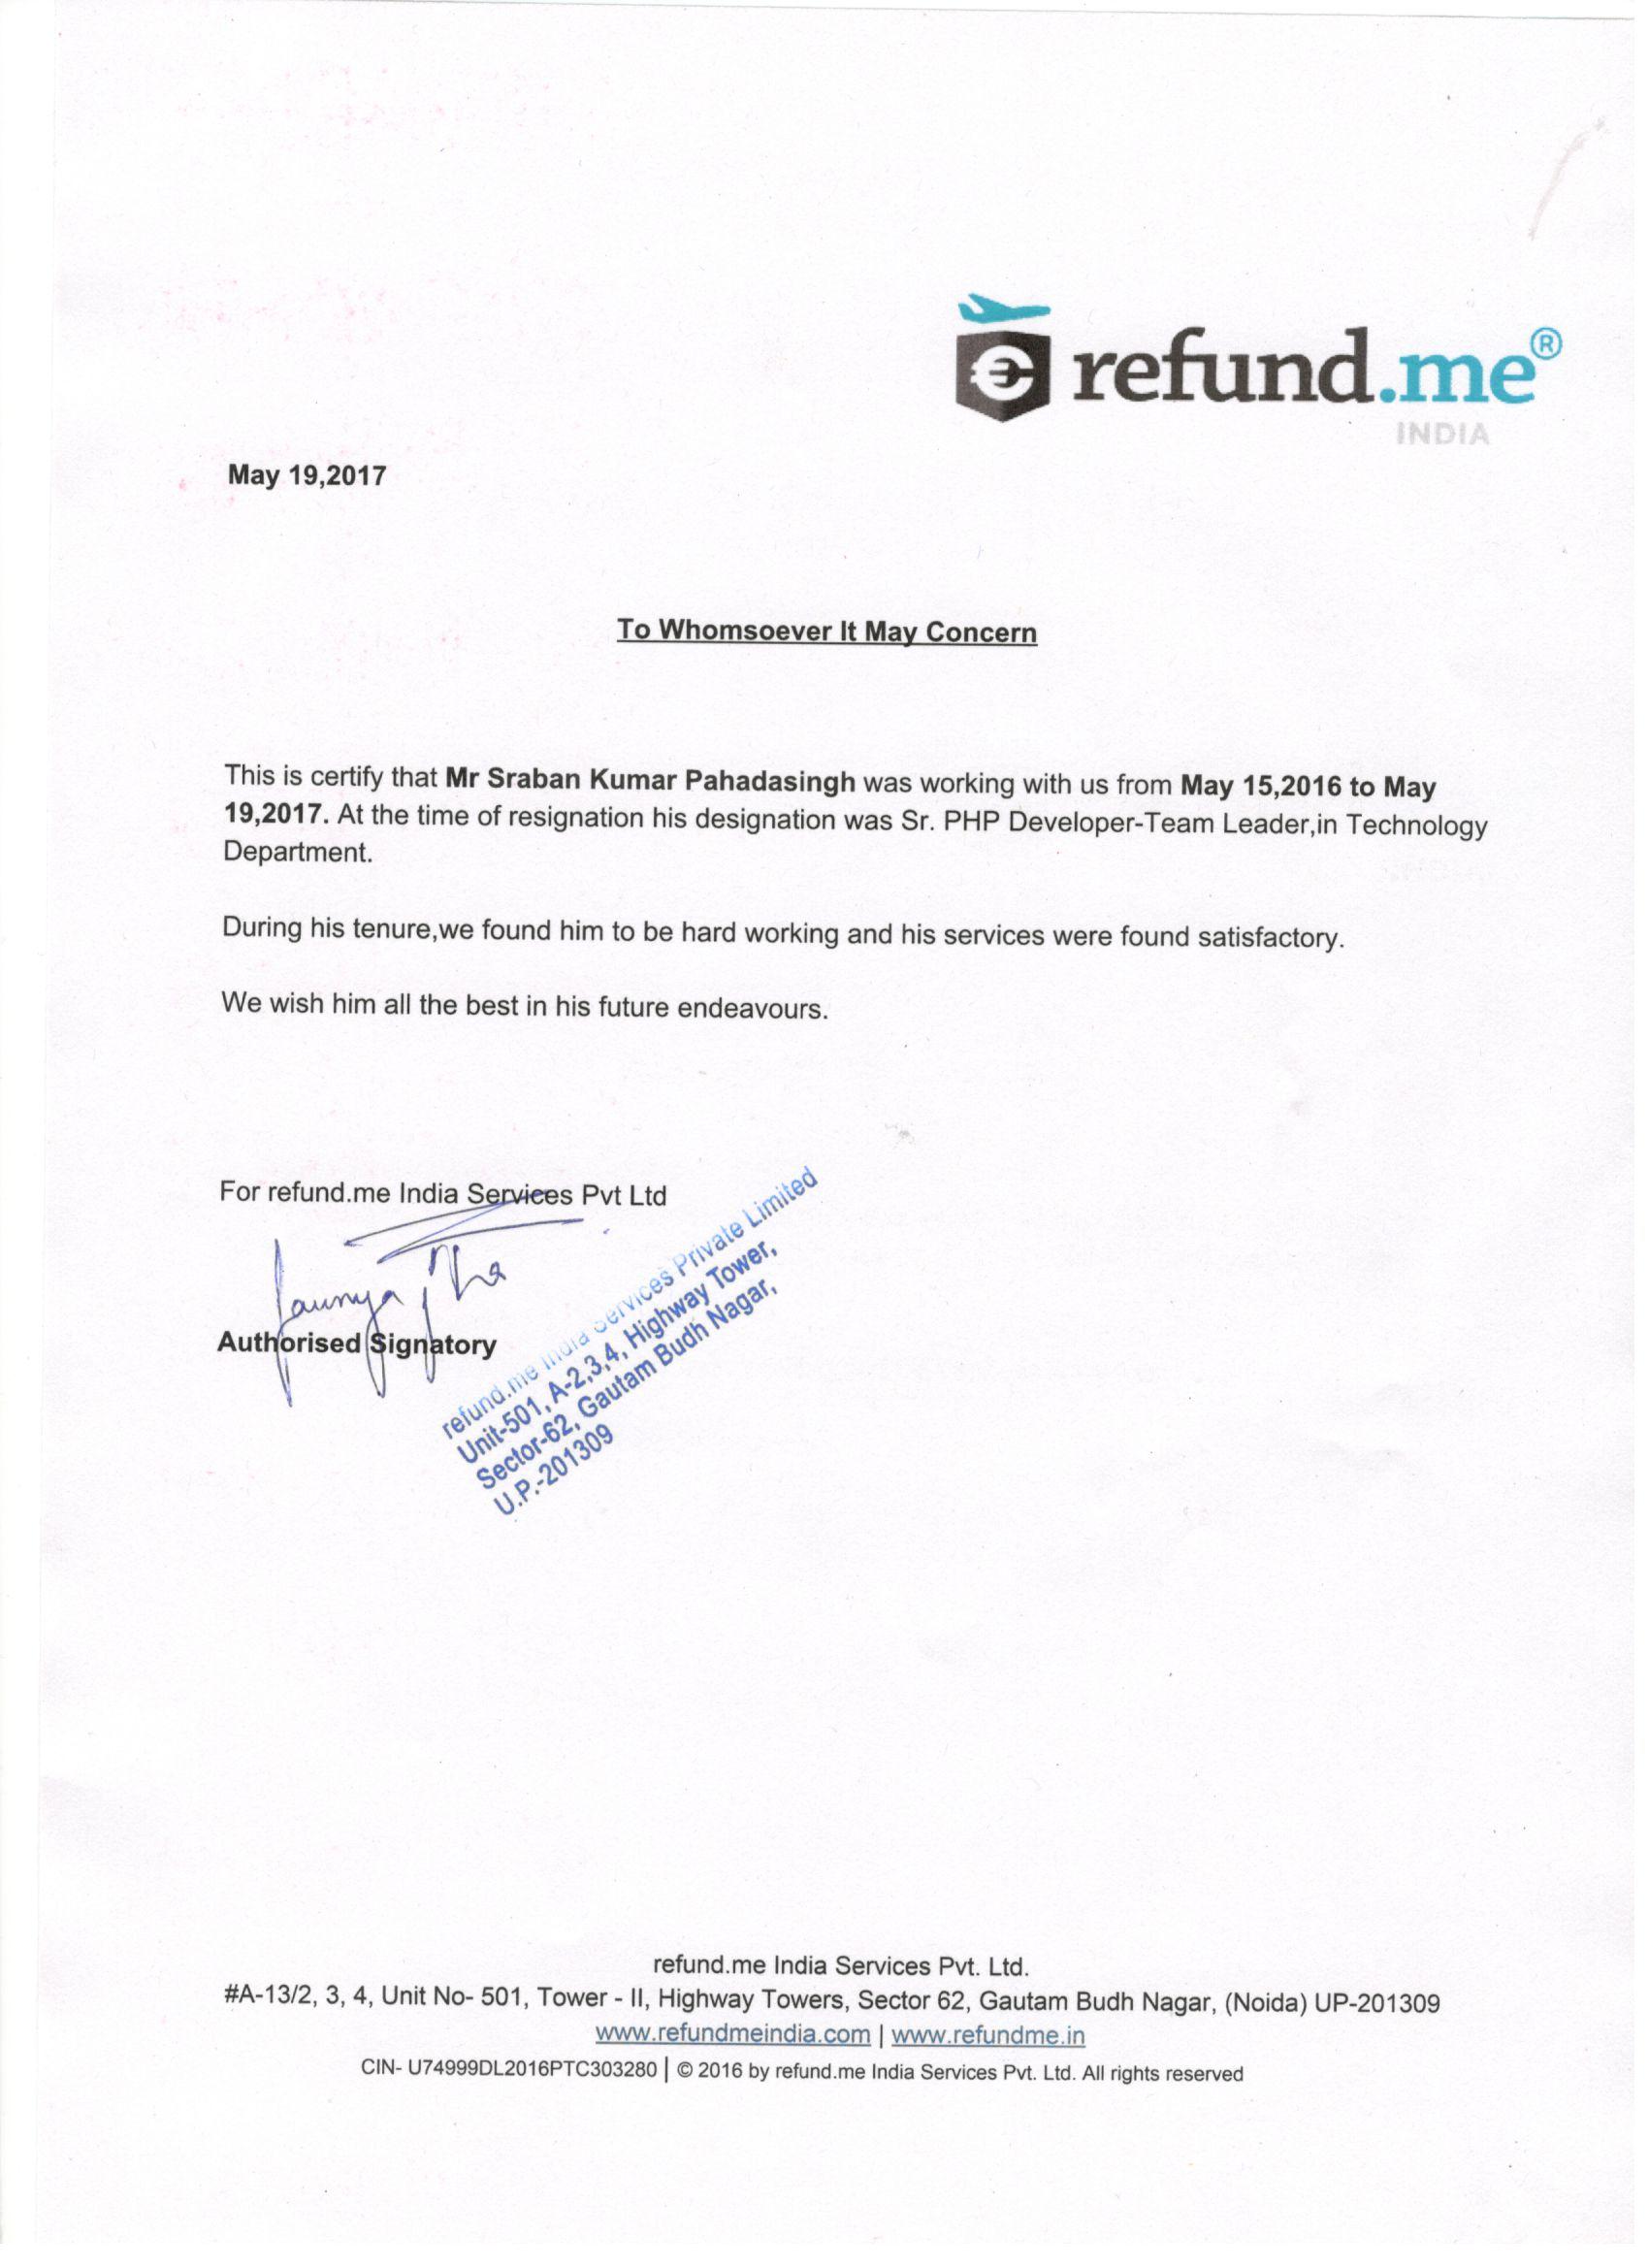 refund.me®
INDIA
May 19,2017
To Whomsoever It May Concern
This is certify that Mr Sraban Kumar Pahadasingh was working with us from May 15,2016 to May
19,2017. At the time of resignation his designation was Sr. PHP Developer-Team Leader,in Technology
Department.
During his tenure,we found him to be hard working and his services were found satisfactory.
We wish him all the best in his future endeavours.
For refund.me India Services Pvt Ltd
Authorised Signatory
refund.me India Services Private Limited
Unit-501, A-2,3,4, Highway Tower,
Sector-62, Gautam Budh Nagar,
U.P.-201309
refund.me India Services Pvt. Ltd.
#A-13/2, 3, 4, Unit No- 501, Tower - II, Highway Towers, Sector 62, Gautam Budh Nagar, (Noida) UP-201309
www.refundmeindia.com | www.refundme.in
CIN- U74999DL2016PTC303280 | © 2016 by refund.me India Services Pvt. Ltd. All rights reserved